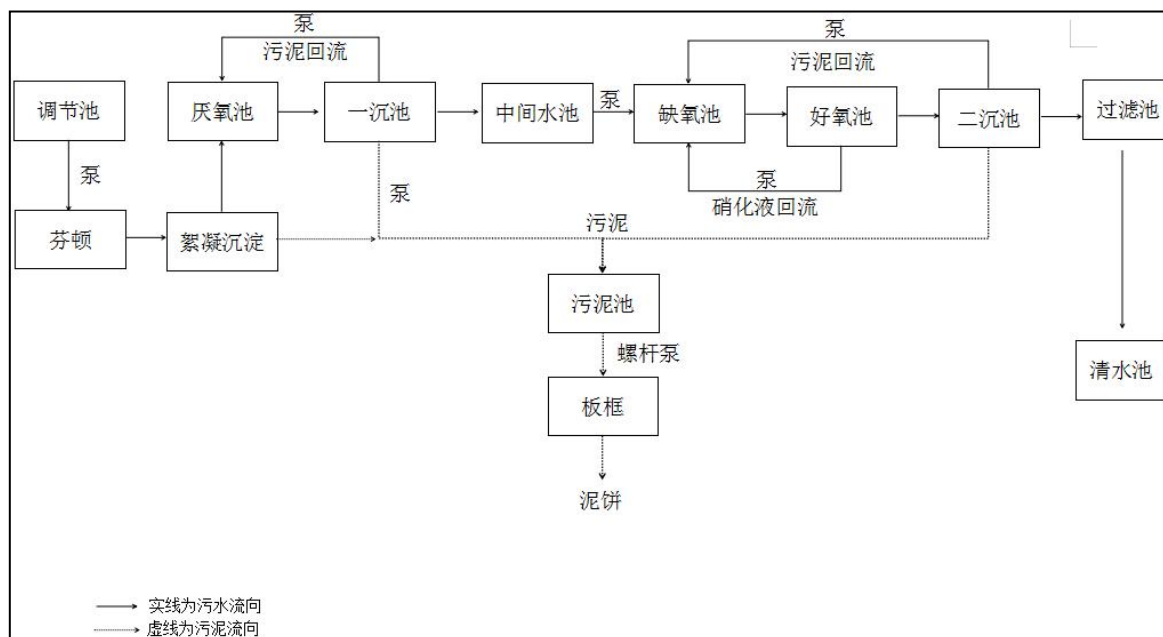 泵
污泥回流
泵
污泥回流
调节池
厌氧池
一沉池
中间水池
泵
缺氧池
好氧池
二沉池
过滤池
泵
泵
泵
硝化液回流
芬顿
絮凝沉淀
污泥
污泥池
螺杆泵
板框
清水池
泥饼
实线为污水流向
虚线为污泥流向